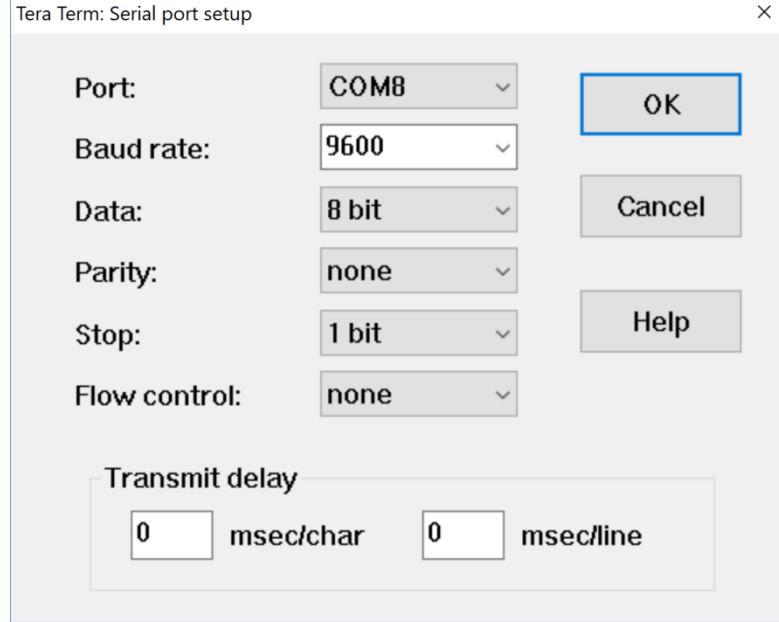 Tera Term: Serial port setup
Port: COM8
OK
Baud rate: 9600
Data: 8 bit
Cancel
Parity: none
Stop: 1 bit
Help
Flow control: none
Transmit delay
0 msec/char 0 msec/line